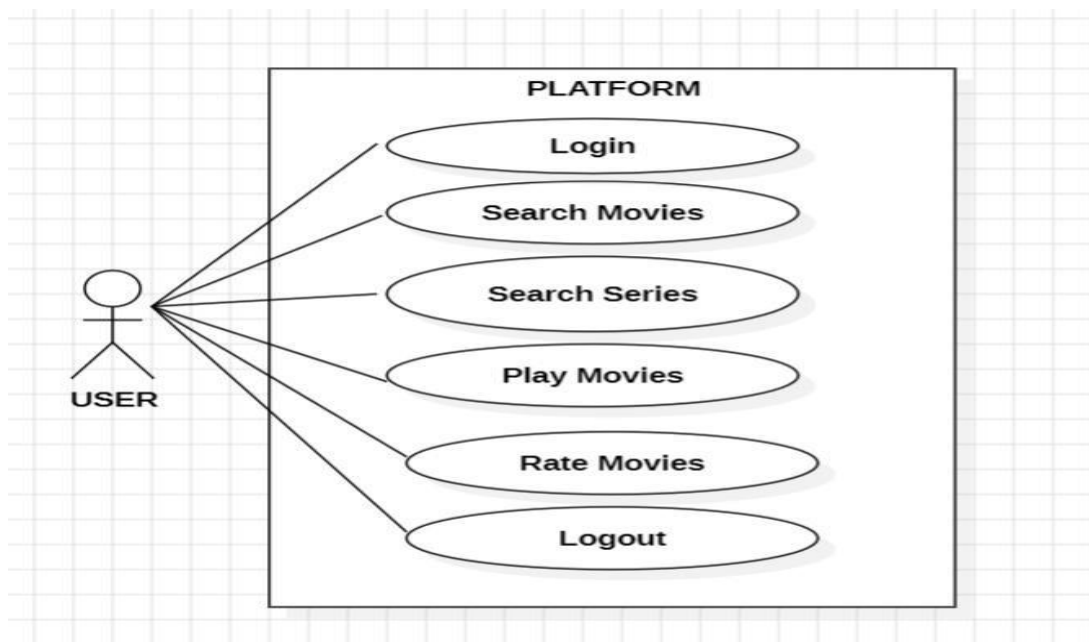 PLATFORM
Login
Search Movies
Search Series
Play Movies
USER
Rate Movies
Logout